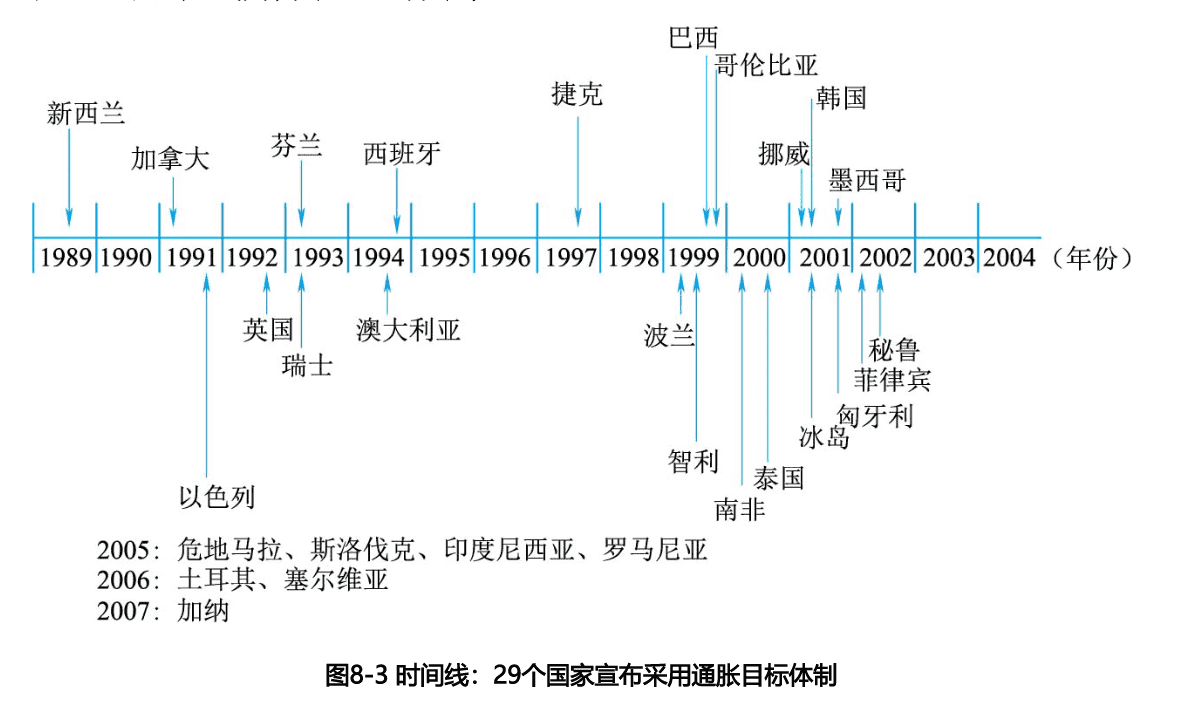 巴西
哥伦比亚
捷克
韩国
新西兰
芬兰
西班牙
挪威
加拿大
墨西哥
1989 1990 1991 1992 1993 1994 1995 1996 1997 1998 1999 2000 2001 2002 2003 2004 （年份）
英国
澳大利亚
波兰
瑞士
秘鲁
菲律宾
匈牙利
冰岛
智利
泰国
以色列
南非
2005：危地马拉、斯洛伐克、印度尼西亚、罗马尼亚
2006：土耳其、塞尔维亚
2007：加纳
图8-3 时间线：29个国家宣布采用通胀目标体制